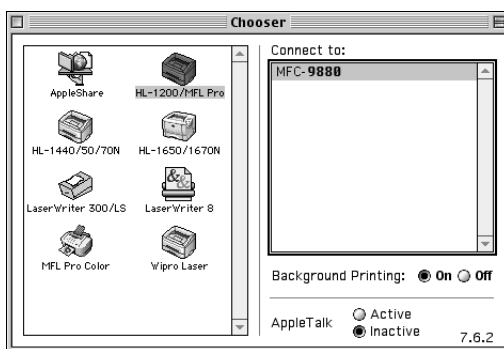 Chooser
AppleShare
HL-1200/MFL Pro
HL-1440/50/70N
HL-1650/1670N
LaserWriter 300/LS
LaserWriter 8
MFL Pro Color
Wipro Laser
Connect to:
MFC-9880
Background Printing: On Off
AppleTalk
Active
Inactive
7.6.2